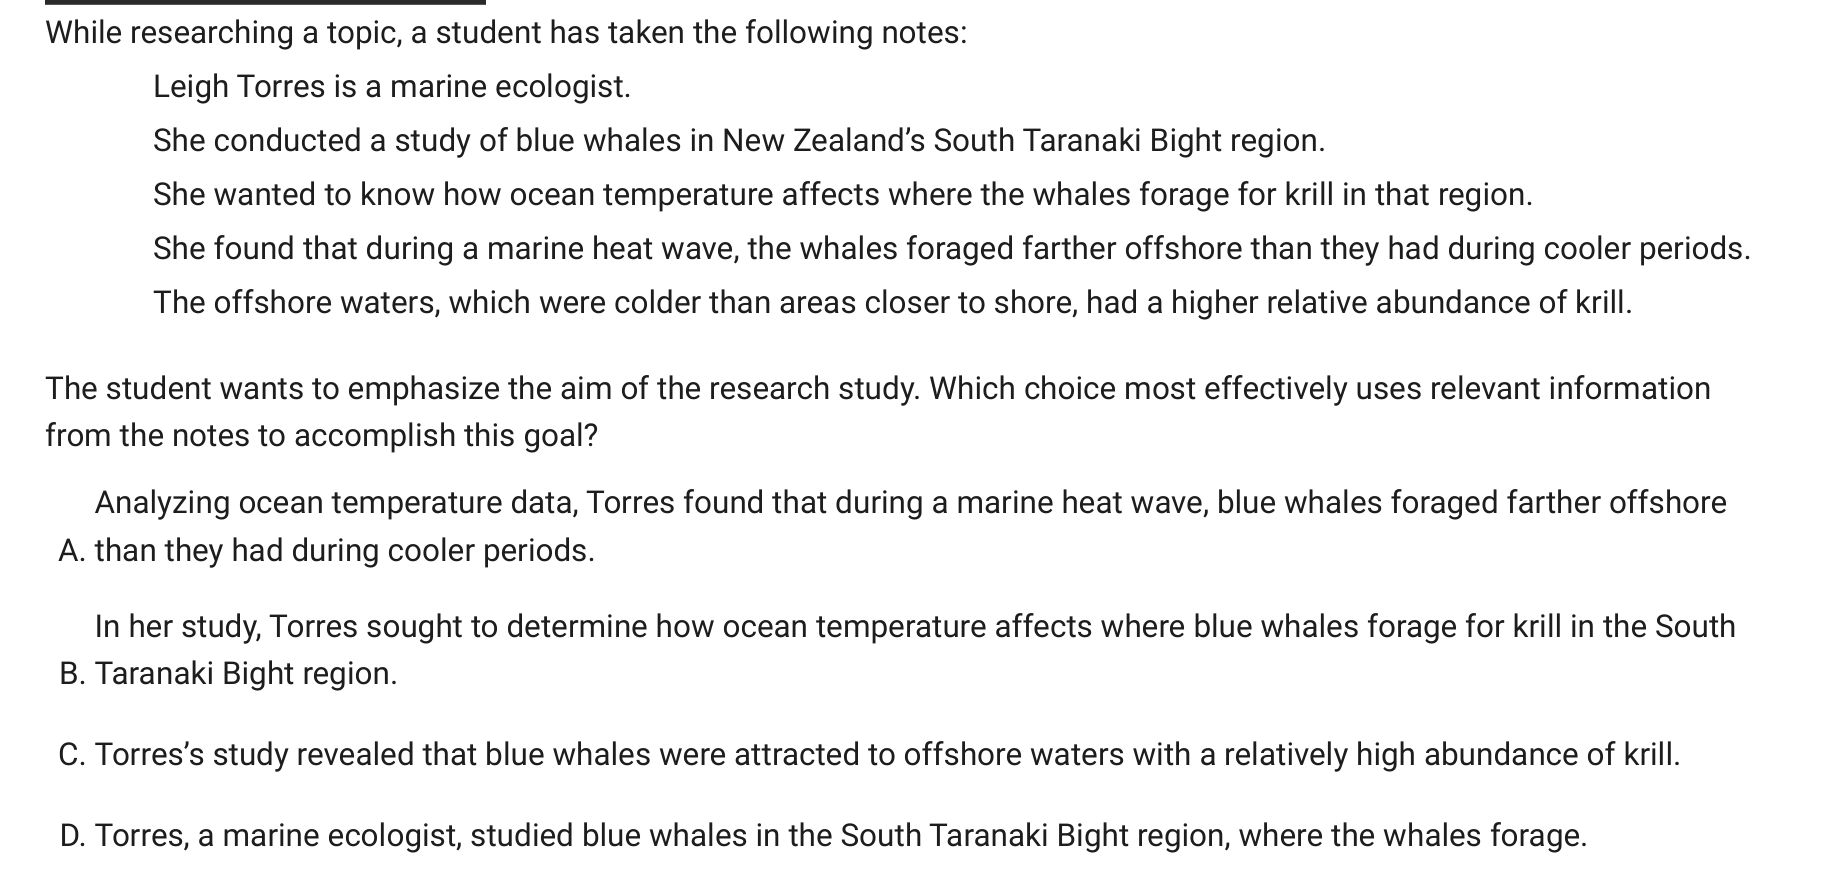 While researching a topic, a student has taken the following notes:
Leigh Torres is a marine ecologist.
She conducted a study of blue whales in New Zealand’s South Taranaki Bight region.
She wanted to know how ocean temperature affects where the whales forage for krill in that region.
She found that during a marine heat wave, the whales foraged farther offshore than they had during cooler periods.
The offshore waters, which were colder than areas closer to shore, had a higher relative abundance of krill.
The student wants to emphasize the aim of the research study. Which choice most effectively uses relevant information
from the notes to accomplish this goal?
Analyzing ocean temperature data, Torres found that during a marine heat wave, blue whales foraged farther offshore
A. than they had during cooler periods.
In her study, Torres sought to determine how ocean temperature affects where blue whales forage for krill in the South
B. Taranaki Bight region.
C. Torres’s study revealed that blue whales were attracted to offshore waters with a relatively high abundance of krill.
D. Torres, a marine ecologist, studied blue whales in the South Taranaki Bight region, where the whales forage.